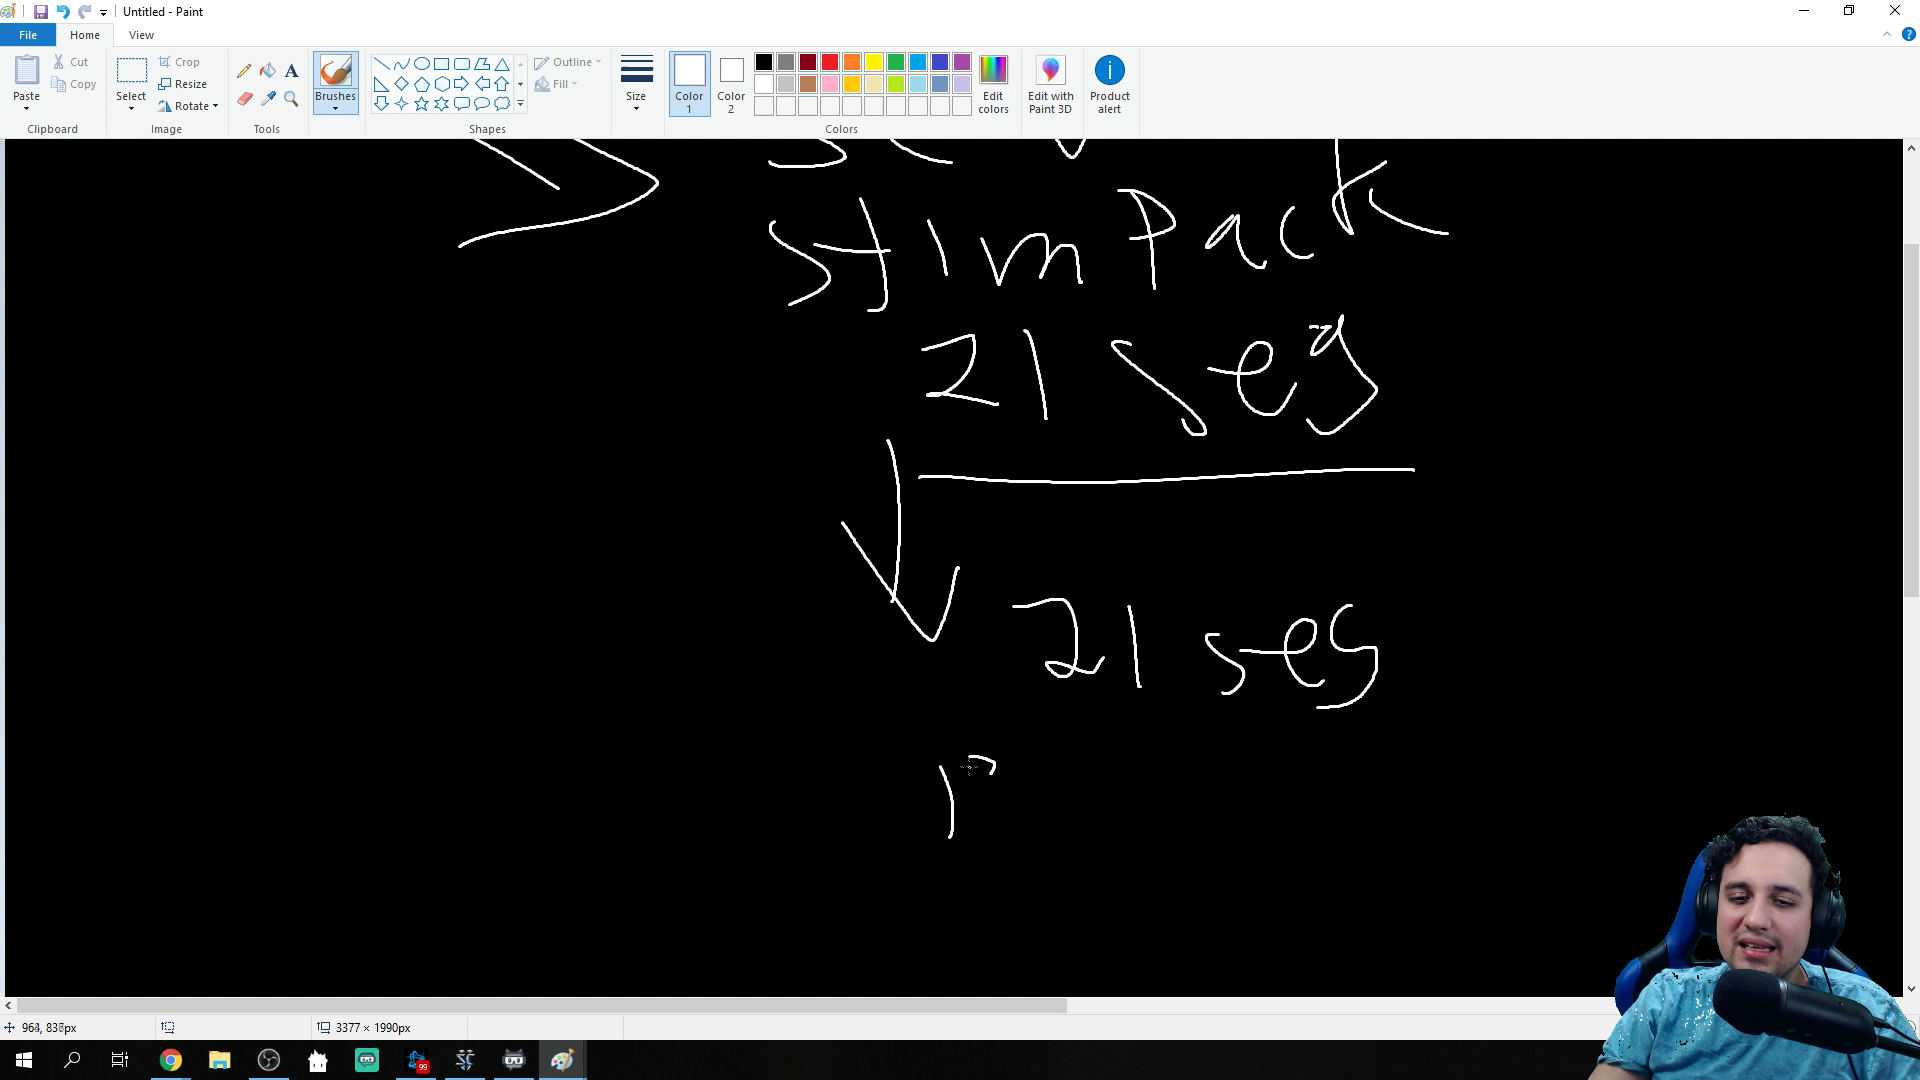 Untitled - Paint
File Home View
Paste
Cut
Copy
Clipboard
Select
Crop
Resize
Rotate
Image
Tools
Brushes
Shapes
Outline
Fill
Size
Color 1
Color 2
Colors
Edit colors
Edit with Paint 3D
Product alert
stimpack
21 seg
21 seg
3377 × 1990px
99